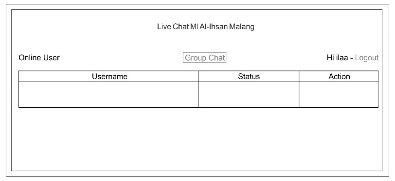 Live Chat MI Al-Ihsan Malang
Online User Group Chat Hi ilaa - Logout
Username Status Action